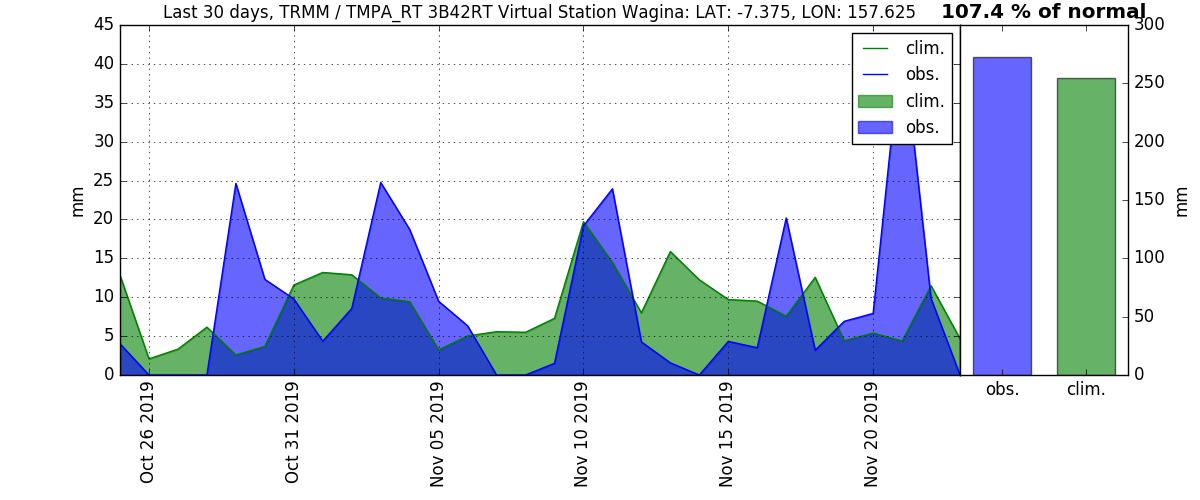 Last 30 days, TRMM / TMPA_RT 3B42RT Virtual Station Wagina: LAT: -7.375, LON: 157.625
107.4 % of normal
45
40
35
30
25
20
15
10
5
0
mm
clim.
obs.
clim.
obs.
300
250
200
150
100
50
0
mm
obs.
clim.
Oct 26 2019
Oct 31 2019
Nov 05 2019
Nov 10 2019
Nov 15 2019
Nov 20 2019